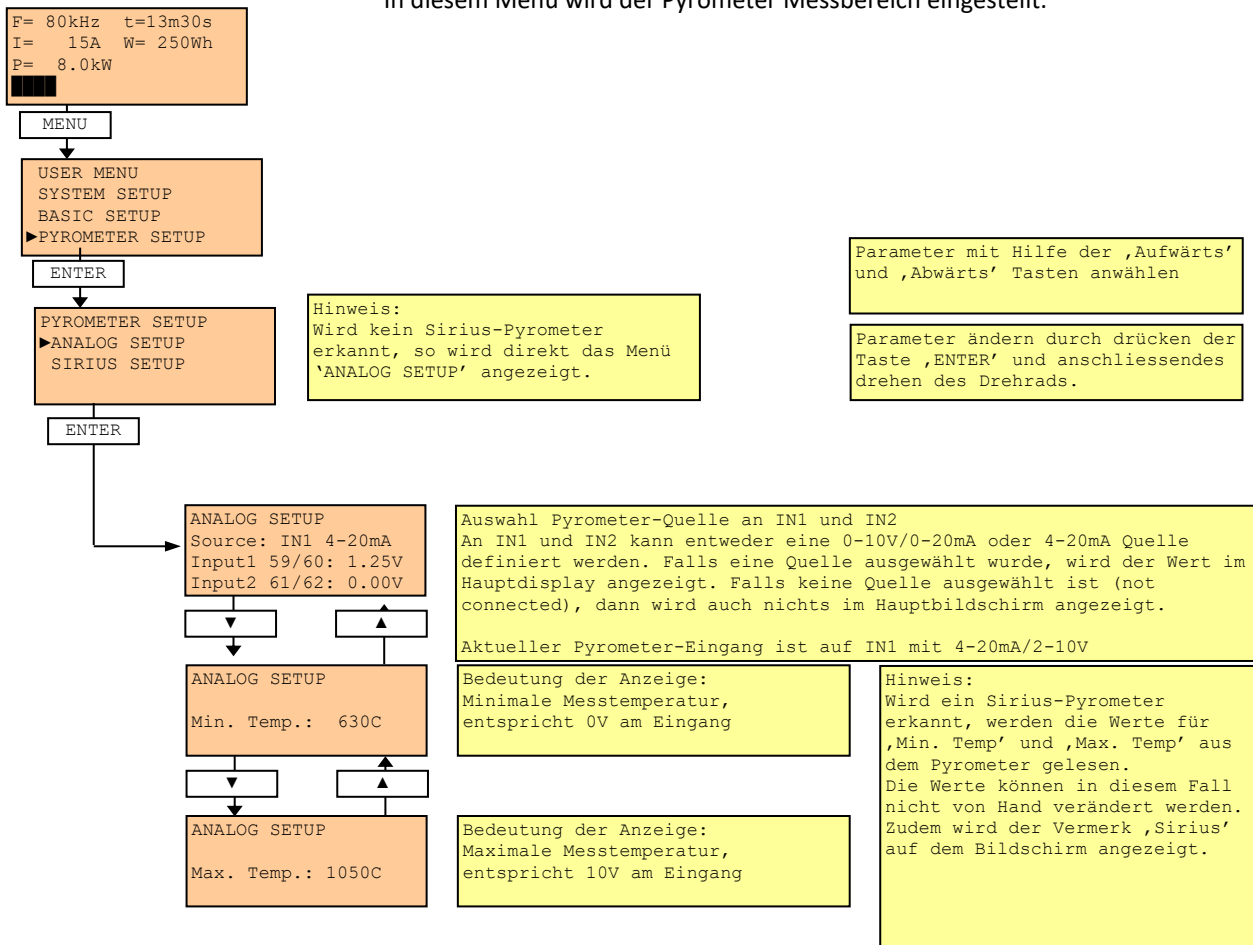 In diesem Menü wird der Pyrometer Messbereich eingestellt.
F= 80kHz t=13m30s
I= 15A W= 250Wh
P= 8.0kW
MENU
USER MENU
SYSTEM SETUP
BASIC SETUP
►PYROMETER SETUP
ENTER
PYROMETER SETUP
►ANALOG SETUP
SIRIUS SETUP
ENTER
Hinweis:
Wird kein Sirius-Pyrometer
erkannt, so wird direkt das Menü
‘ANALOG SETUP’ angezeigt.
Parameter mit Hilfe der ‚Aufwärts’
und ‚Abwärts’ Tasten anwählen
Parameter ändern durch drücken der
Taste ‚ENTER’ und anschliessendes
drehen des Drehrads.
ANALOG SETUP
Source: IN1 4-20mA
Input1 59/60: 1.25V
Input2 61/62: 0.00V
Auswahl Pyrometer-Quelle an IN1 und IN2
An IN1 und IN2 kann entweder eine 0-10V/0-20mA oder 4-20mA Quelle
definiert werden. Falls eine Quelle ausgewählt wurde, wird der Wert im
Hauptdisplay angezeigt. Falls keine Quelle ausgewählt ist (not
connected), dann wird auch nichts im Hauptbildschirm angezeigt.
Aktueller Pyrometer-Eingang ist auf IN1 mit 4-20mA/2-10V
▼
▲
ANALOG SETUP
Min. Temp.: 630C
Bedeutung der Anzeige:
Minimale Messtemperatur,
entspricht 0V am Eingang
▼
▲
ANALOG SETUP
Max. Temp.: 1050C
Bedeutung der Anzeige:
Maximale Messtemperatur,
entspricht 10V am Eingang
Hinweis:
Wird ein Sirius-Pyrometer
erkannt, werden die Werte für
‚Min. Temp’ und ‚Max. Temp’ aus
dem Pyrometer gelesen.
Die Werte können in diesem Fall
nicht von Hand verändert werden.
Zudem wird der Vermerk ‚Sirius’
auf dem Bildschirm angezeigt.